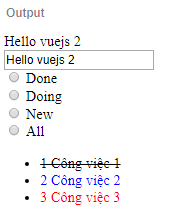 Output
Hello vuejs 2
Hello vuejs 2
Done
Doing
New
All
1 Công việc 1
2 Công việc 2
3 Công việc 3